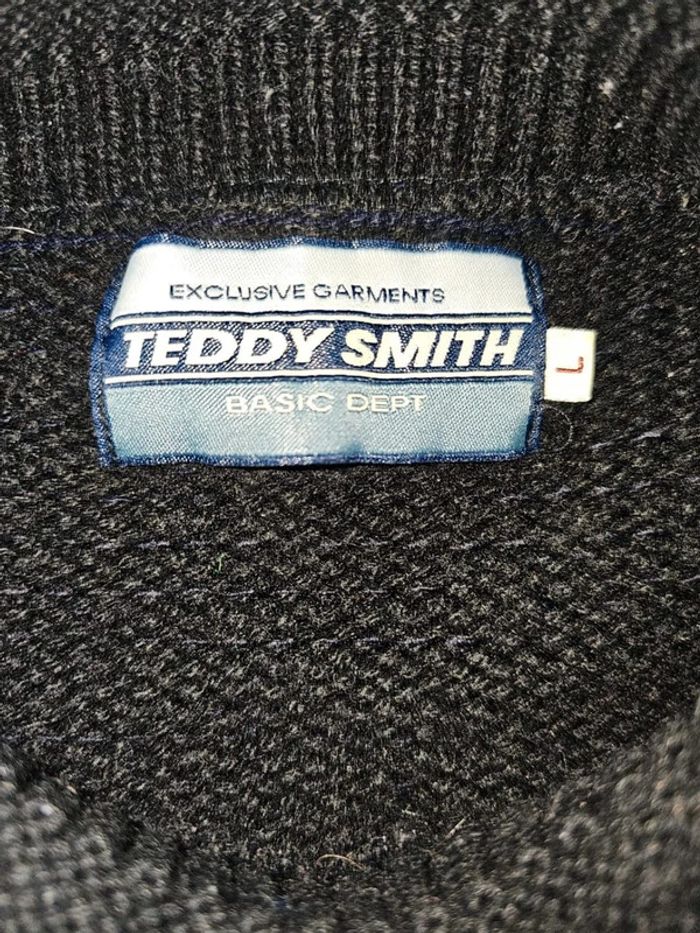 EXCLUSIVE GARMENTS
TEDDY SMITH
BASIC DEPT
L